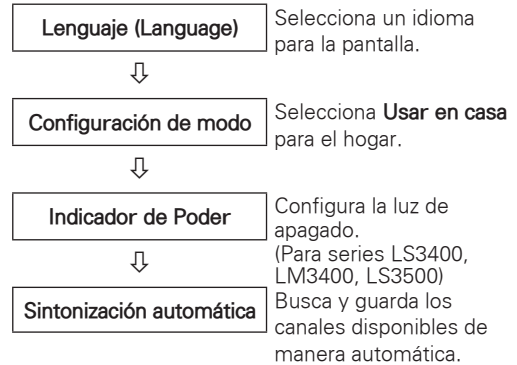 Lenguaje (Language)
Selecciona un idioma
para la pantalla.
Configuración de modo
Selecciona Usar en casa
para el hogar.
Indicador de Poder
Configura la luz de
apagado.
(Para series LS3400,
LM3400, LS3500)
Sintonización automática
Busca y guarda los
canales disponibles de
manera automática.